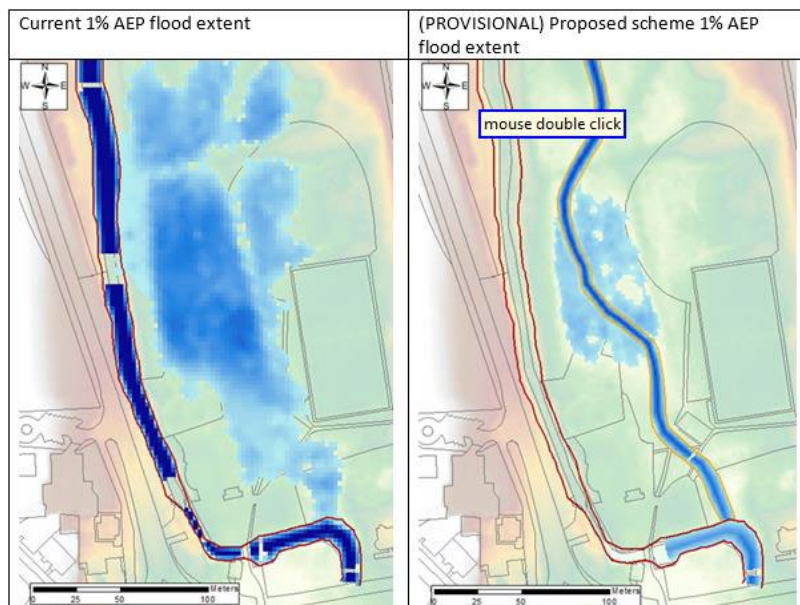 Current 1% AEP flood extent
(PROVISIONAL) Proposed scheme 1% AEP
flood extent
N
W E
S
N
W E
S
mouse double click
Meters
0 25 50 100
Meters
0 25 50 100